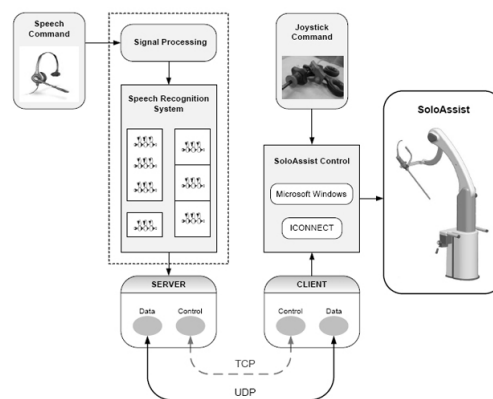 Speech
Command
Signal Processing
Speech Recognition
System
Joystick
Command
SoloAssist Control
Microsoft Windows
ICONNECT
SoloAssist
SERVER
Data
Control
CLIENT
Control
Data
TCP
UDP